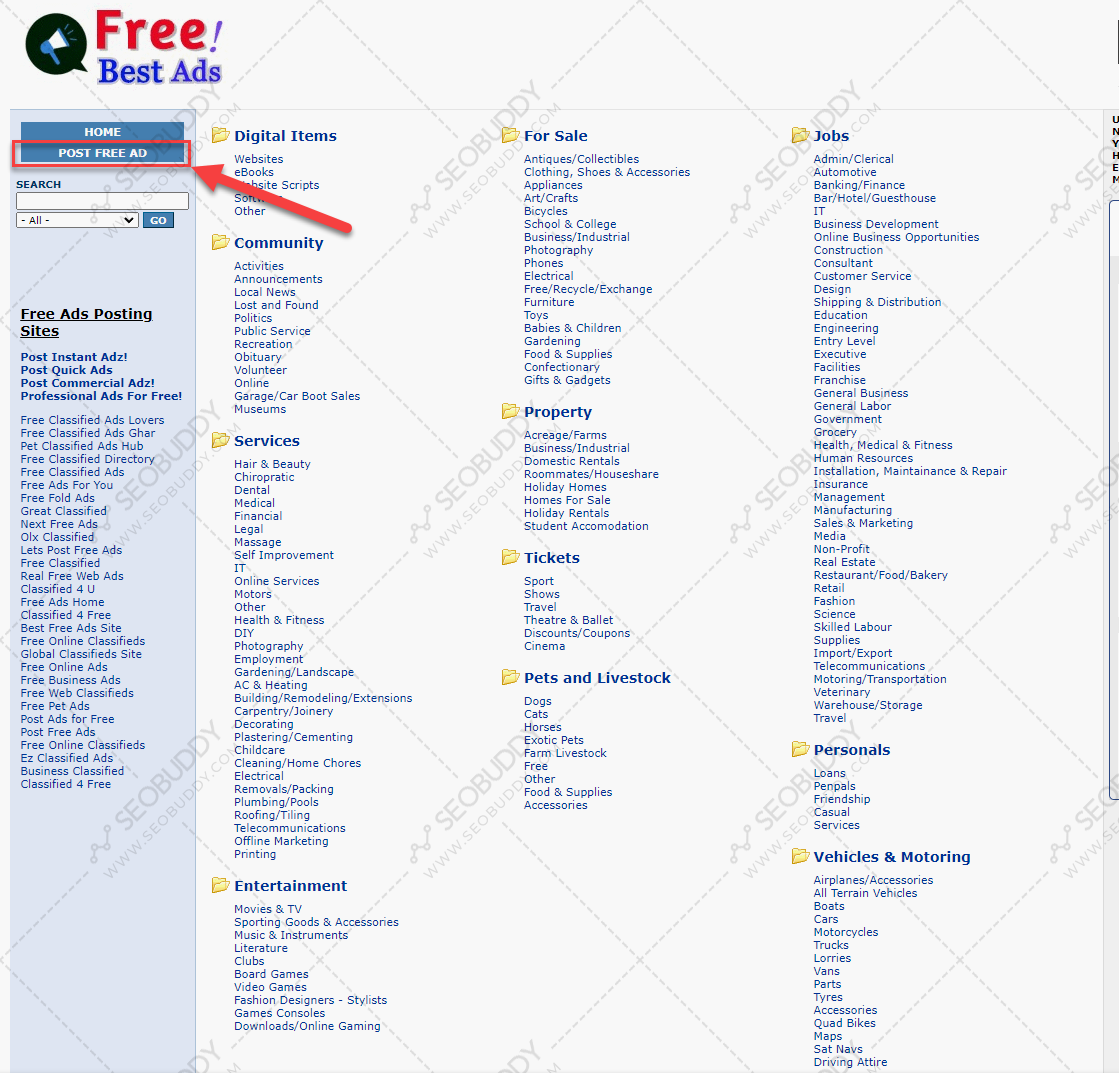 Free!
Best Ads
HOME
POST FREE AD
SEARCH
- All -
GO
Free Ads Posting
Sites
Post Instant Adz!
Post Quick Ads
Post Commercial Adz!
Professional Ads For Free!
Free Classified Ads Lovers
Free Classified Ads Ghar
Pet Classified Ads Hub
Free Classified Directory
Free Classified Ads
Free Ads For You
Free Fold Ads
Great Classified
Next Free Ads
Olx Classified
Lets Post Free Ads
Free Classified
Real Free Web Ads
Classified 4 U
Free Ads Home
Classified 4 Free
Best Free Ads Site
Free Online Classifieds
Global Classifieds Site
Free Online Ads
Free Business Ads
Free Web Classifieds
Free Pet Ads
Post Ads for Free
Post Free Ads
Free Online Classifieds
Ez Classified Ads
Business Classified
Classified 4 Free
Digital Items
Websites
eBooks
Scripts
Other
Community
Activities
Announcements
Local News
Lost and Found
Politics
Public Service
Recreation
Obituary
Volunteer
Online
Garage/Car Boot Sales
Museums
Services
Hair & Beauty
Chiropratic
Dental
Medical
Financial
Legal
Massage
Self Improvement
IT
Online Services
Motors
Other
Health & Fitness
DIY
Photography
Employment
Gardening/Landscape
AC & Heating
Building/Remodeling/Extensions
Carpentry/Joinery
Decorating
Plastering/Cementing
Childcare
Cleaning/Home Chores
Electrical
Removals/Packing
Plumbing/Pools
Roofing/Tiling
Telecommunications
Offline Marketing
Printing
Entertainment
Movies & TV
Sporting Goods & Accessories
Music & Instruments
Literature
Clubs
Board Games
Video Games
Fashion Designers - Stylists
Games Consoles
Downloads/Online Gaming
For Sale
Antiques/Collectibles
Clothing, Shoes & Accessories
Appliances
Art/Crafts
Bicycles
School & College
Business/Industrial
Photography
Phones
Electrical
Free/Recycle/Exchange
Furniture
Toys
Babies & Children
Gardening
Food & Supplies
Confectionary
Gifts & Gadgets
Property
Acreage/Farms
Business/Industrial
Domestic Rentals
Roommates/Houseshare
Holiday Homes
Homes For Sale
Holiday Rentals
Student Accomodation
Tickets
Sport
Shows
Travel
Theatre & Ballet
Discounts/Coupons
Cinema
Pets and Livestock
Dogs
Cats
Horses
Exotic Pets
Farm Livestock
Free
Other
Food & Supplies
Accessories
Jobs
Admin/Clerical
Automotive
Banking/Finance
Bar/Hotel/Guesthouse
IT
Business Development
Online Business Opportunities
Construction
Consultant
Customer Service
Design
Shipping & Distribution
Education
Engineering
Entry Level
Executive
Facilities
Franchise
General Business
General Labor
Government
Grocery
Health, Medical & Fitness
Human Resources
Installation, Maintainance & Repair
Insurance
Management
Manufacturing
Sales & Marketing
Media
Non-Profit
Real Estate
Restaurant/Food/Bakery
Retail
Fashion
Science
Skilled Labour
Supplies
Import/Export
Telecommunications
Motoring/Transportation
Veterinary
Warehouse/Storage
Travel
Personals
Loans
Penpals
Friendship
Casual
Services
Vehicles & Motoring
Airplanes/Accessories
All Terrain Vehicles
Boats
Cars
Motorcycles
Trucks
Lorries
Vans
Parts
Tyres
Accessories
Quad Bikes
Maps
Sat Navs
Driving Attire
SEOBUDDY
WWW.SEOBUDDY.COM